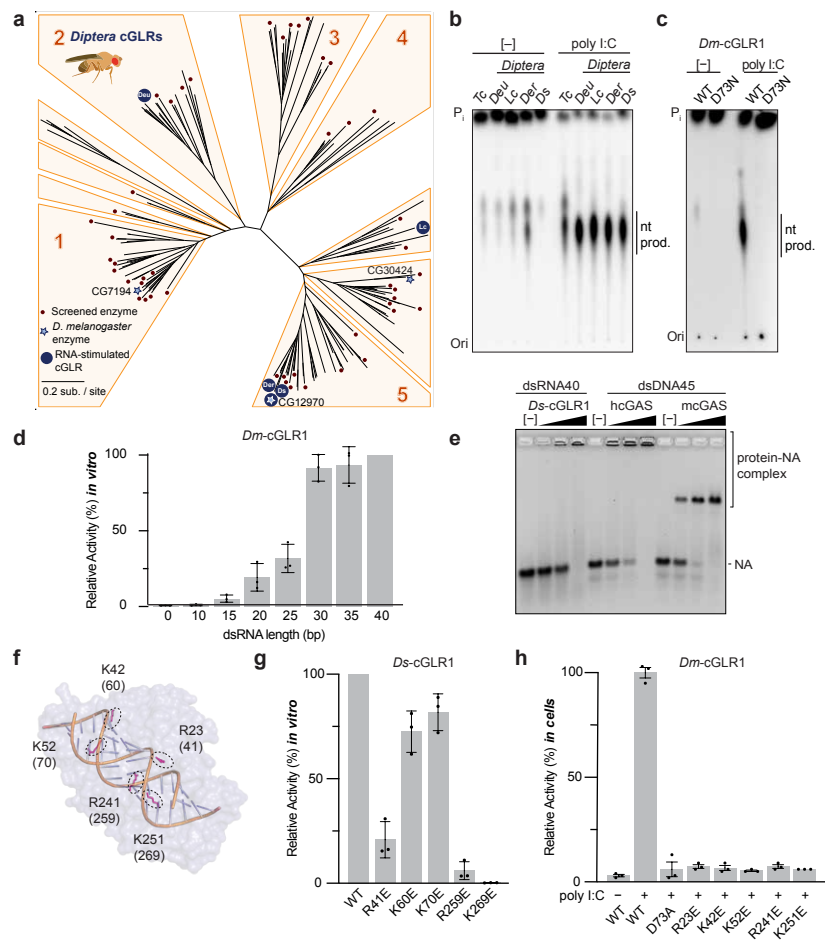 a
2 Diptera cGLRs
3
4
Deu
Lc
1
CG7194
CG30424
Screened enzyme
D. melanogaster
enzyme
RNA-stimulated
cGLR
0.2 sub. / site
Der
Ds
CG12970
5
b
[–] poly I:C
Diptera Diptera
Tc Deu Lc Der Ds Tc Deu Lc Der Ds
Pi
nt
prod.
Ori
c
Dm-cGLR1
[–] poly I:C
WT D73N WT D73N
Pi
nt
prod.
Ori
d
Dm-cGLR1
Relative Activity (%) in vitro
100
50
0
0 10 15 20 25 30 35 40
dsRNA length (bp)
e
dsRNA40 dsDNA45
Ds-cGLR1 hcGAS mcGAS
[–] [–] [–]
protein-NA
complex
- NA
f
K42
(60)
R23
(41)
K52
(70)
R241
(259)
K251
(269)
g
Ds-cGLR1
Relative Activity (%) in vitro
100
50
0
WT R41E K60E K70E R259E K269E
h
Dm-cGLR1
Relative Activity (%) in cells
100
50
0
poly I:C – + + + + + + +
WT WT D73A R23E K42E K52E R241E K251E